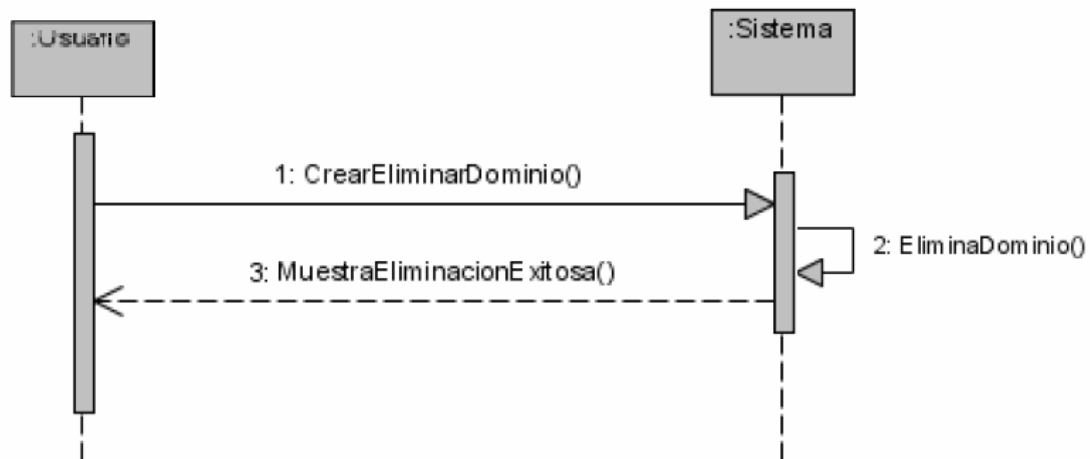 :Usuario
:Sistema
1: CrearEliminarDominio()
2: EliminaDominio()
3: MuestraEliminacionExitosa()